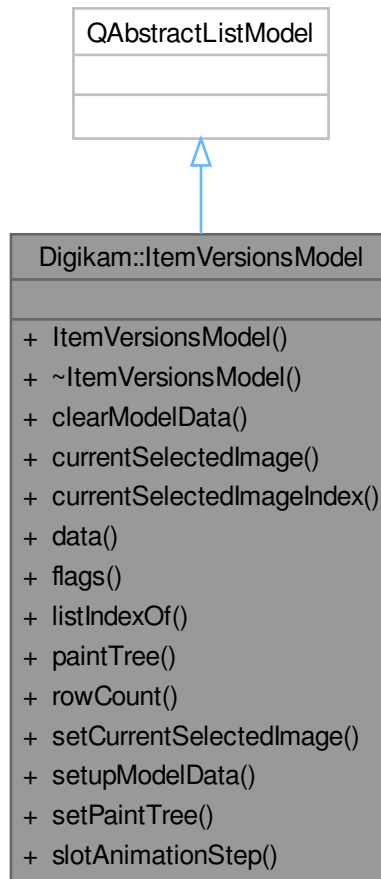 QAbstractListModel
Digikam::ItemVersionsModel
+ ItemVersionsModel()
+ ~ItemVersionsModel()
+ clearModelData()
+ currentSelectedImage()
+ currentSelectedImageIndex()
+ data()
+ flags()
+ listIndexOf()
+ paintTree()
+ rowCount()
+ setCurrentSelectedImage()
+ setupModelData()
+ setPaintTree()
+ slotAnimationStep()